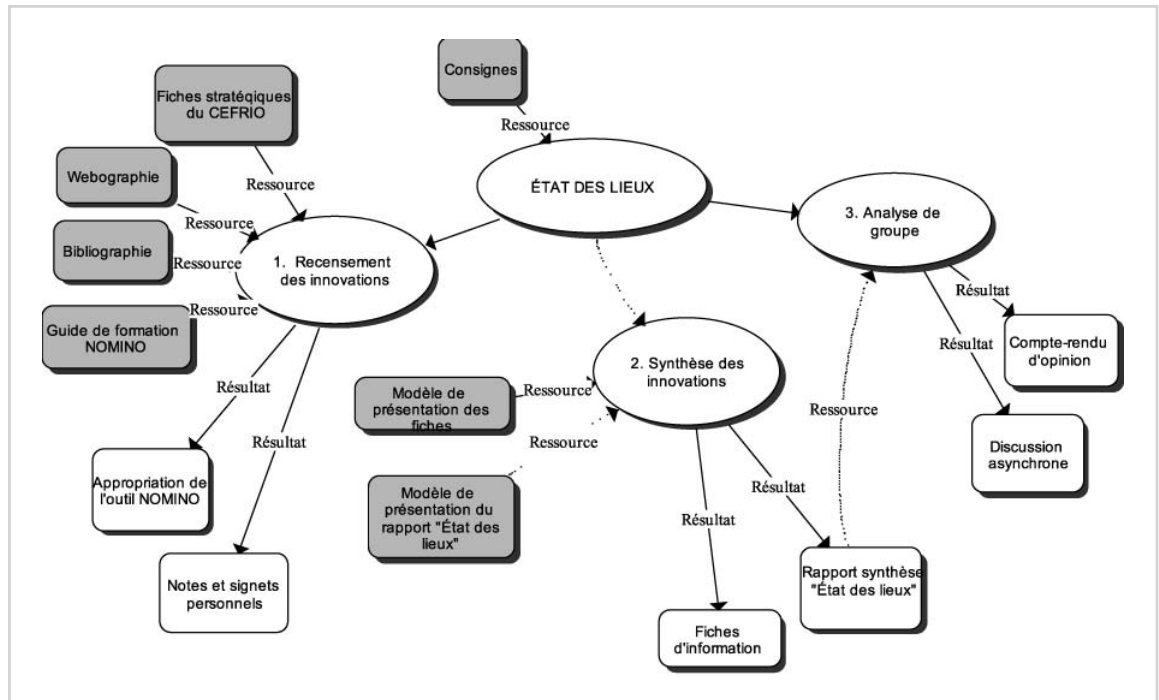 Consignes
Fiches stratéqiques
du CEFRIO
Ressource
Webographie
Ressource
ÉTAT DES LIEUX
3. Analyse de
groupe
Ressource
Bibliographie
Ressource
1. Recensement
des innovations
Ressource
Guide de formation
NOMINO
Résultat
Compte-rendu
d'opinion
Résultat
2. Synthèse des
innovations
Modèle de
présentation des
fiches
Ressource
Résultat
Ressource
Résultat
Ressource
Discussion
asynchrone
Appropriation de
l'outil NOMINO
Modèle de
présentation du
rapport "État des
lieux"
Résultat
Résultat
Notes et signets
personnels
Rapport synthèse
"État des lieux"
Fiches
d'information